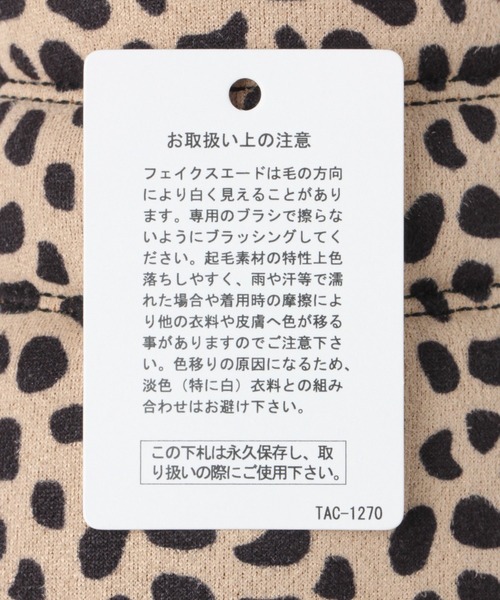 お取扱い上の注意
フェイクスエードは毛の方向
により白く見えることがあり
ます。専用のブラシで擦らな
いようにブラッシングしてく
ださい。起毛素材の特性上色
落ちしやすく、雨や汗等で濡
れた場合や着用時の摩擦によ
り他の衣料や皮膚へ色が移る
事がありますのでご注意下さ
い。色移りの原因になるため、
淡色（特に白）衣料との組み
合わせはお避け下さい。
この下札は永久保存し、取
り扱いの際にご使用下さい。
TAC-1270